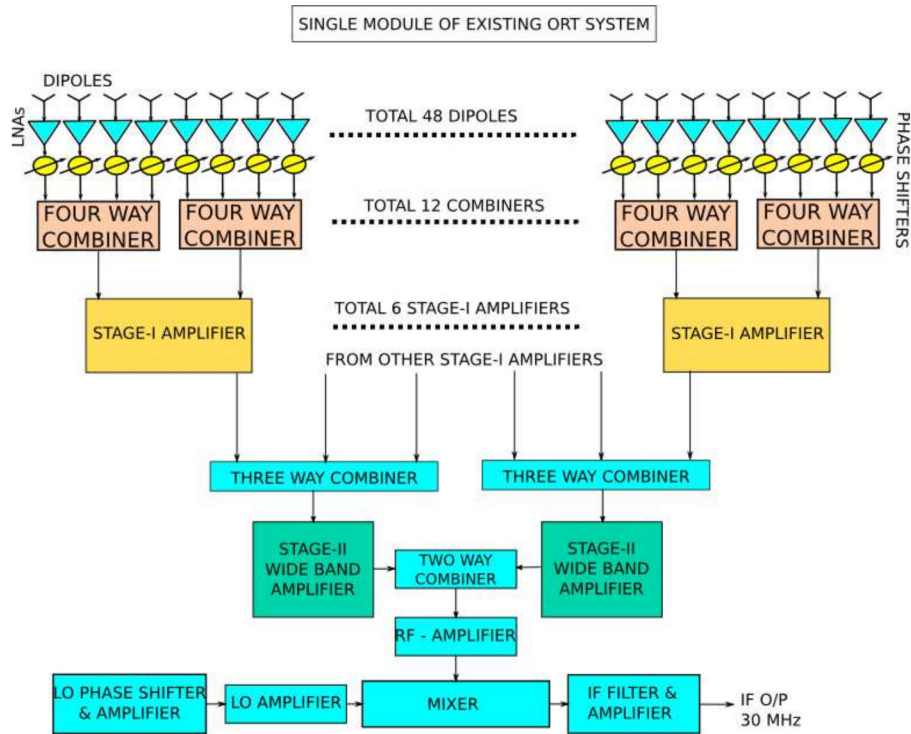 SINGLE MODULE OF EXISTING ORT SYSTEM
DIPOLES
LNAs
TOTAL 48 DIPOLES
PHASE SHIFTERS
FOUR WAY
COMBINER
FOUR WAY
COMBINER
TOTAL 12 COMBINERS
FOUR WAY
COMBINER
FOUR WAY
COMBINER
STAGE-I AMPLIFIER
TOTAL 6 STAGE-I AMPLIFIERS
STAGE-I AMPLIFIER
FROM OTHER STAGE-I AMPLIFIERS
THREE WAY COMBINER
THREE WAY COMBINER
STAGE-II
WIDE BAND
AMPLIFIER
TWO WAY
COMBINER
STAGE-II
WIDE BAND
AMPLIFIER
RF - AMPLIFIER
LO PHASE SHIFTER
& AMPLIFIER
LO AMPLIFIER
MIXER
IF FILTER &
AMPLIFIER
IF O/P
30 MHz